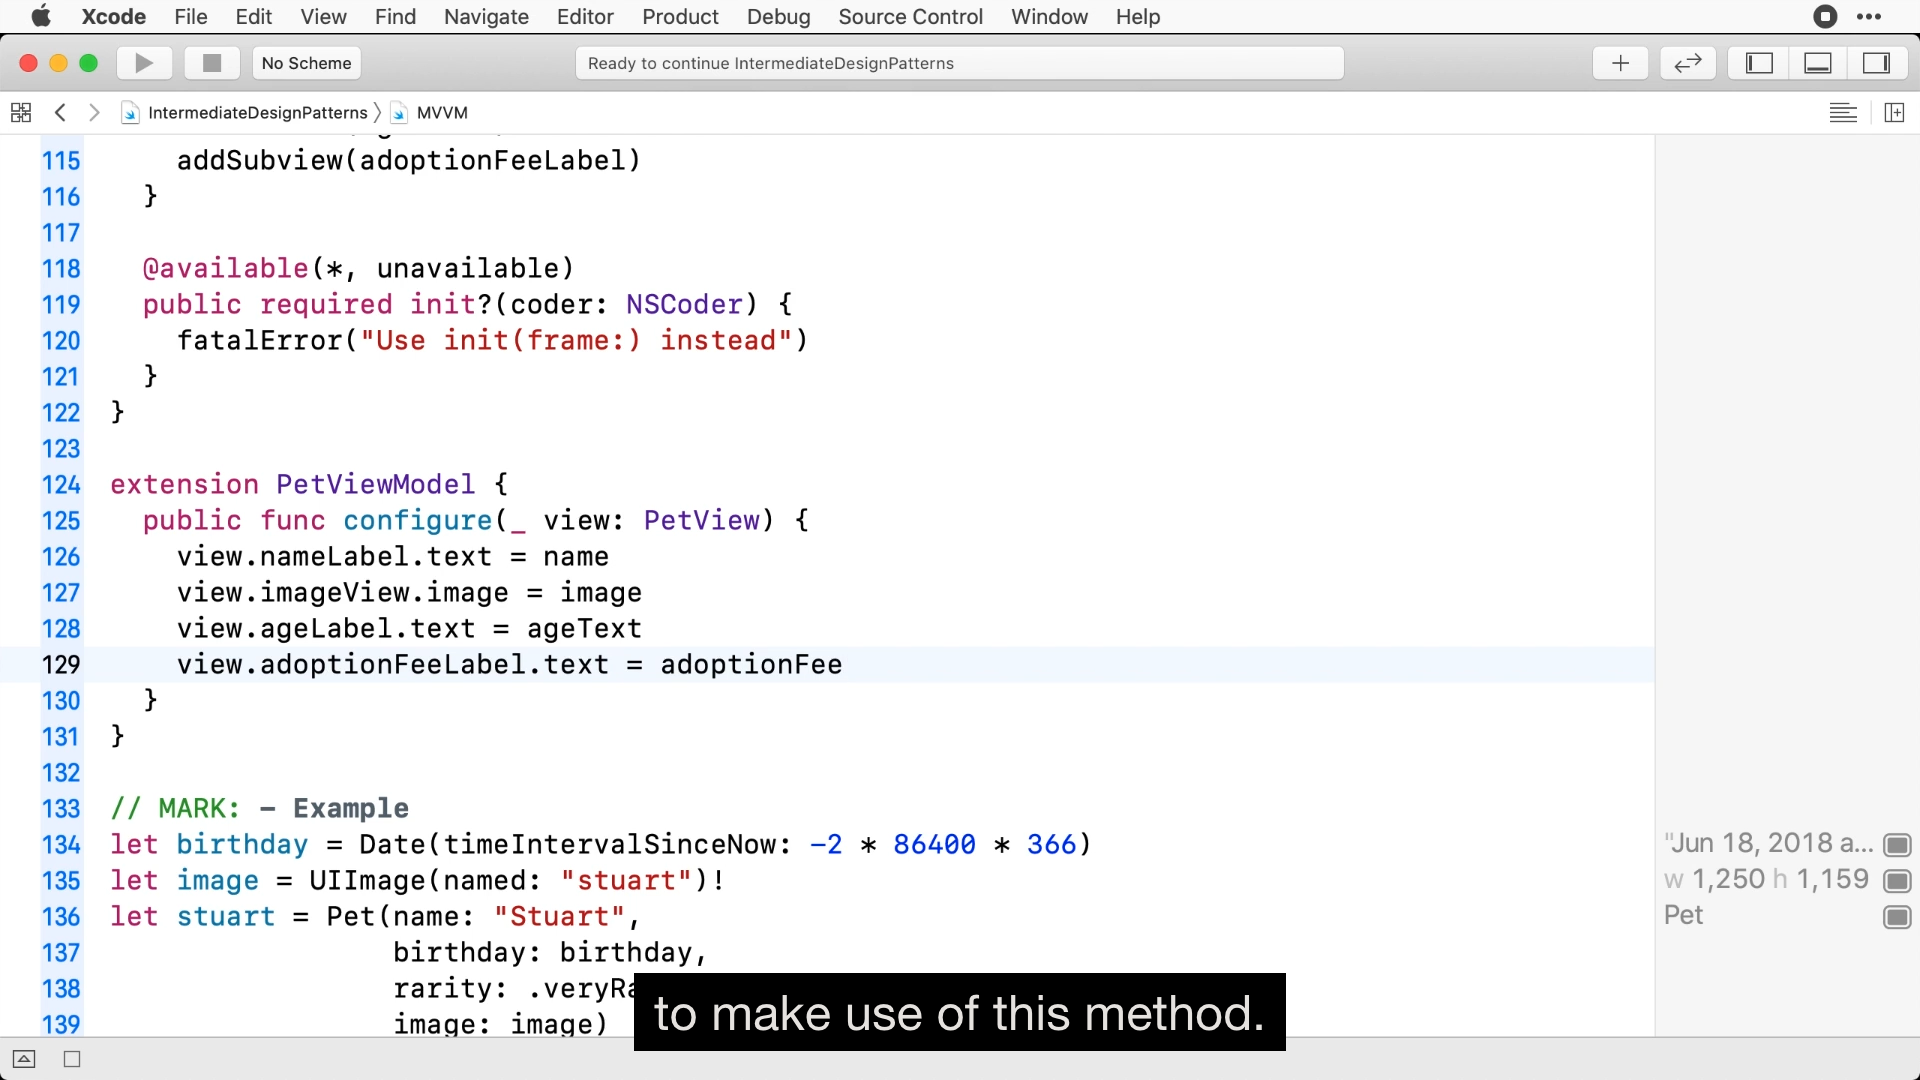 Xcode File Edit View Find Navigate Editor Product Debug Source Control Window Help
No Scheme
Ready to continue IntermediateDesignPatterns
IntermediateDesignPatterns MVVM
115 addSubview(adoptionFeeLabel)
116 }
117
118 @available(*, unavailable)
119 public required init?(coder: NSCoder) {
120 fatalError("Use init(frame:) instead")
121 }
122 }
123
124 extension PetViewModel {
125 public func configure(_ view: PetView) {
126 view.nameLabel.text = name
127 view.imageView.image = image
128 view.ageLabel.text = ageText
129 view.adoptionFeeLabel.text = adoptionFee
130 }
131 }
132
133 // MARK: - Example
134 let birthday = Date(timeIntervalSinceNow: -2 * 86400 * 366) "Jun 18, 2018 a...
135 let image = UIImage(named: "stuart")! w 1,250 h 1,159
136 let stuart = Pet(name: "Stuart", Pet
137 birthday: birthday,
138 rarity: .veryRa
139 image: image)
to make use of this method.